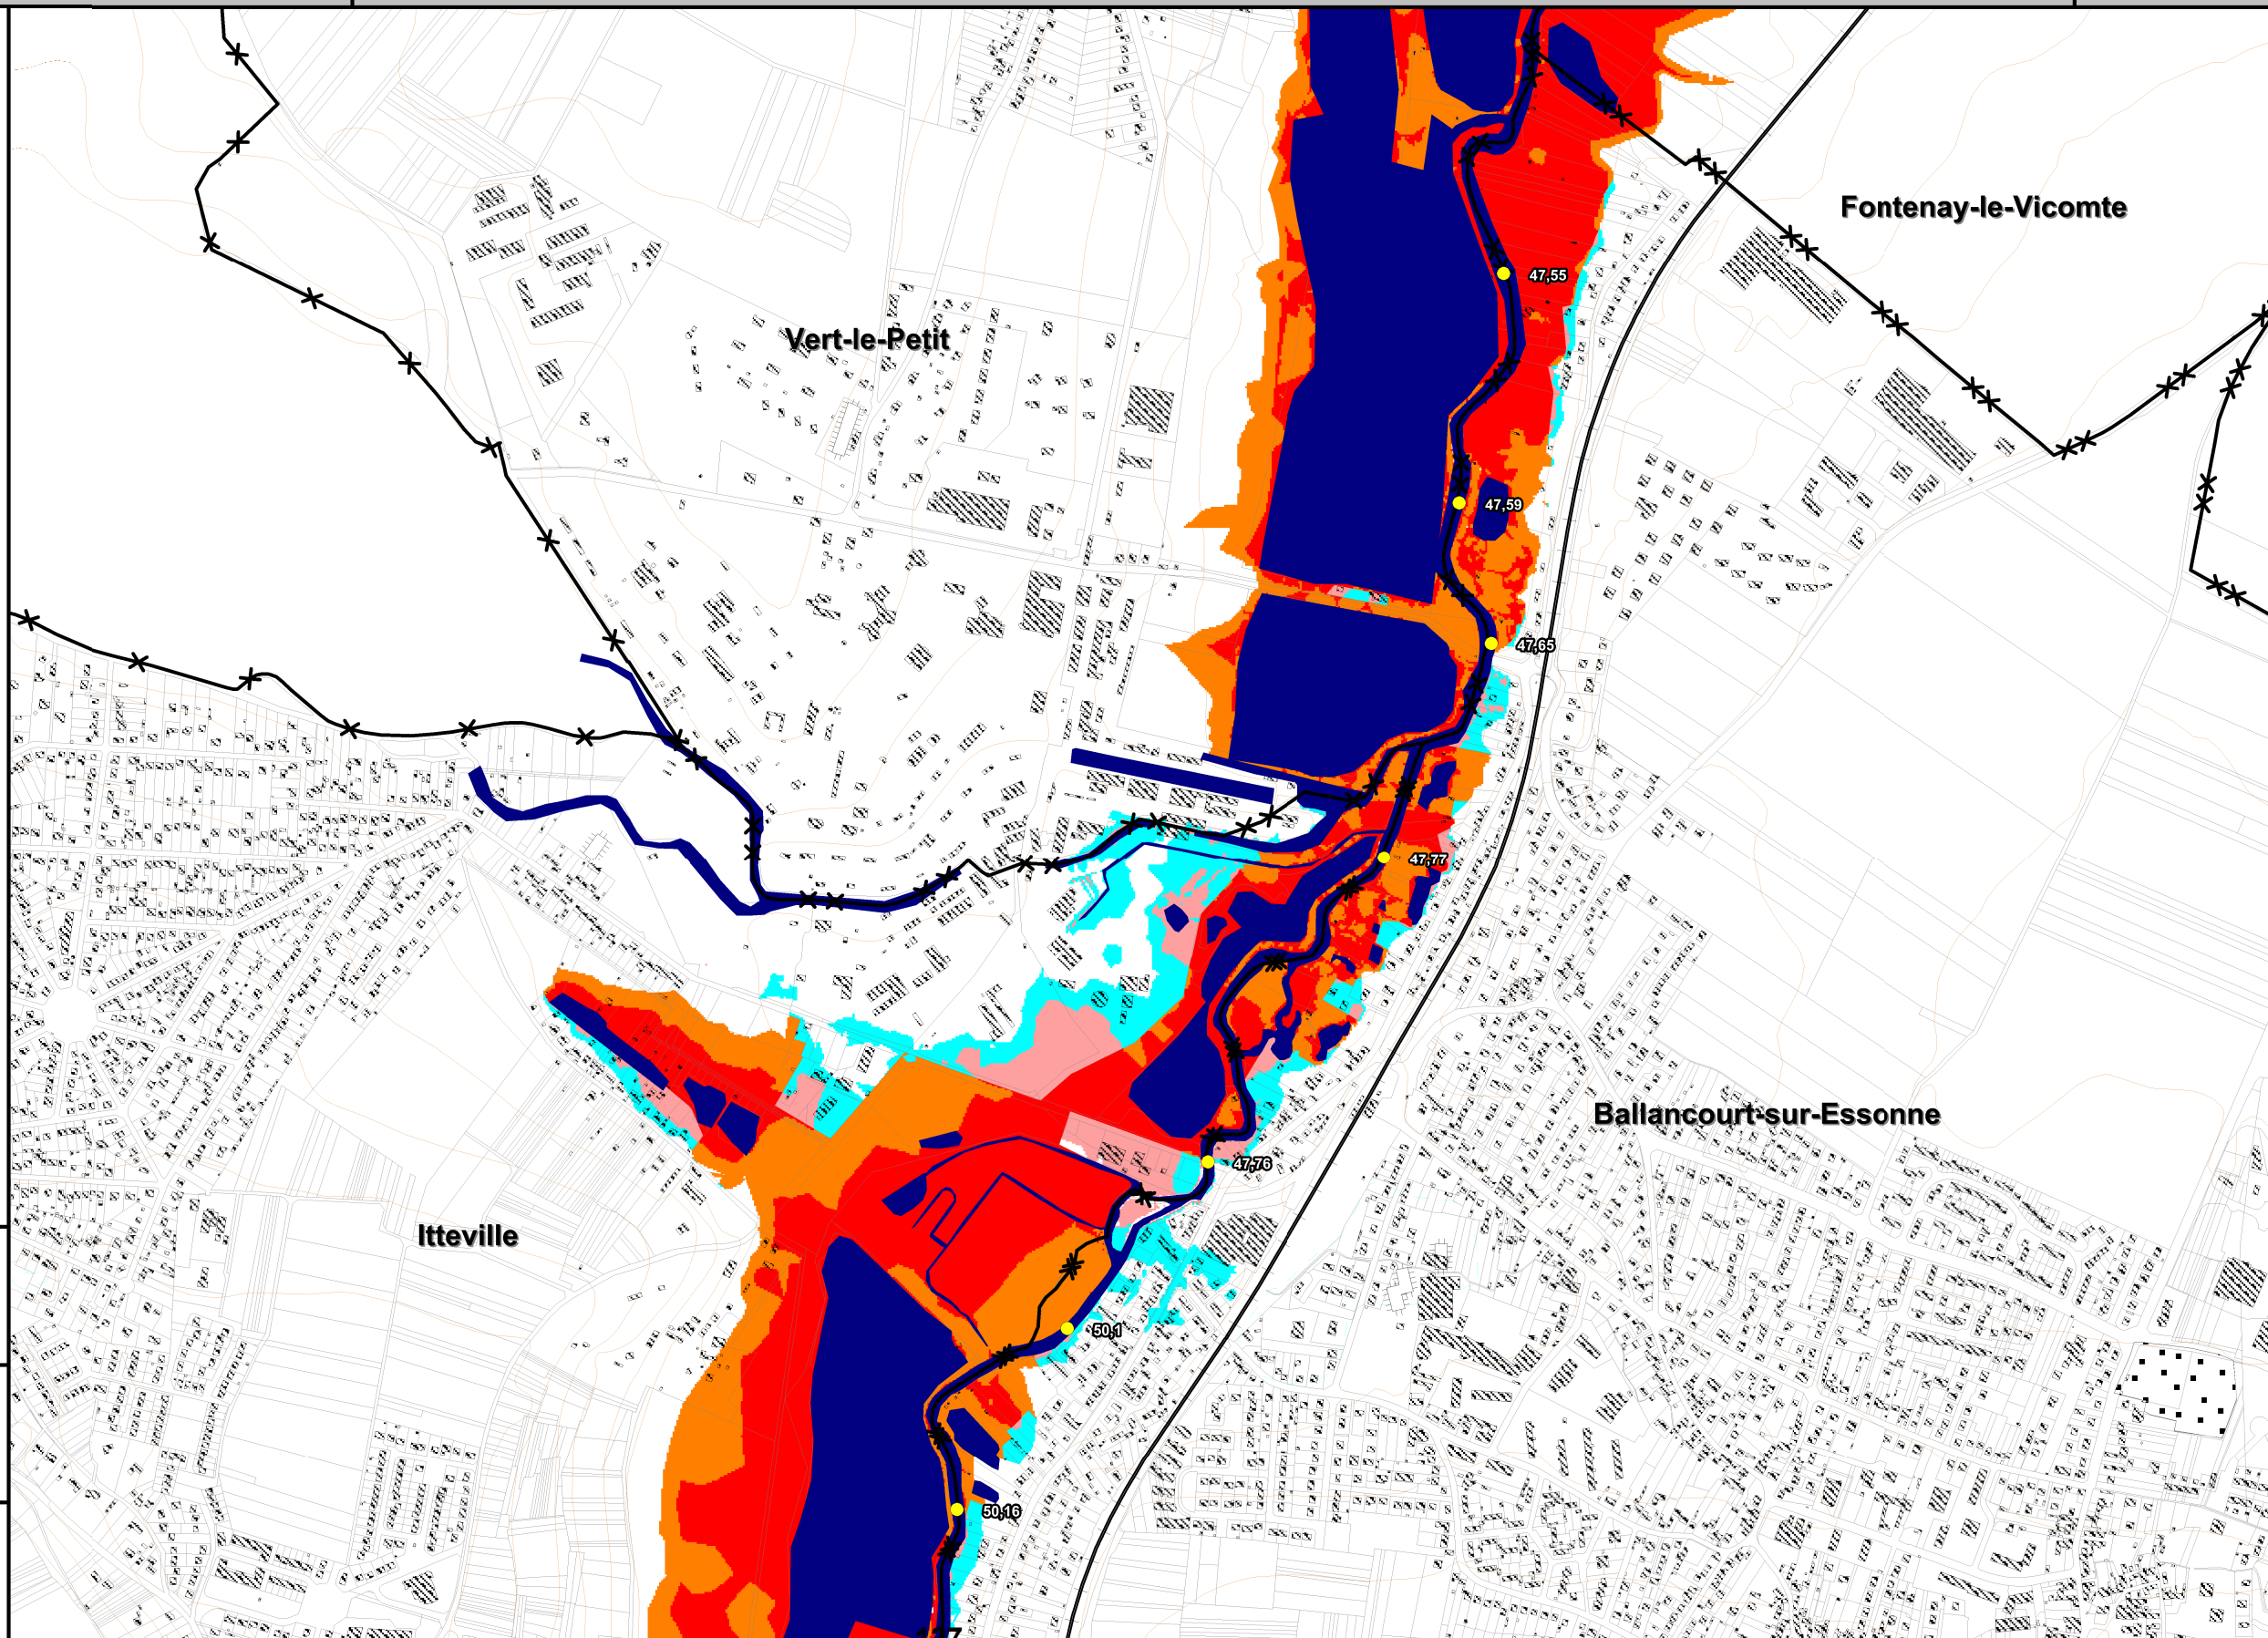 Fontenay-le-Vicomte
47,55
Vert-le-Petit
47,59
47,65
47,77
Ballancourt-sur-Essonne
47,76
Itteville
50,1
50,16